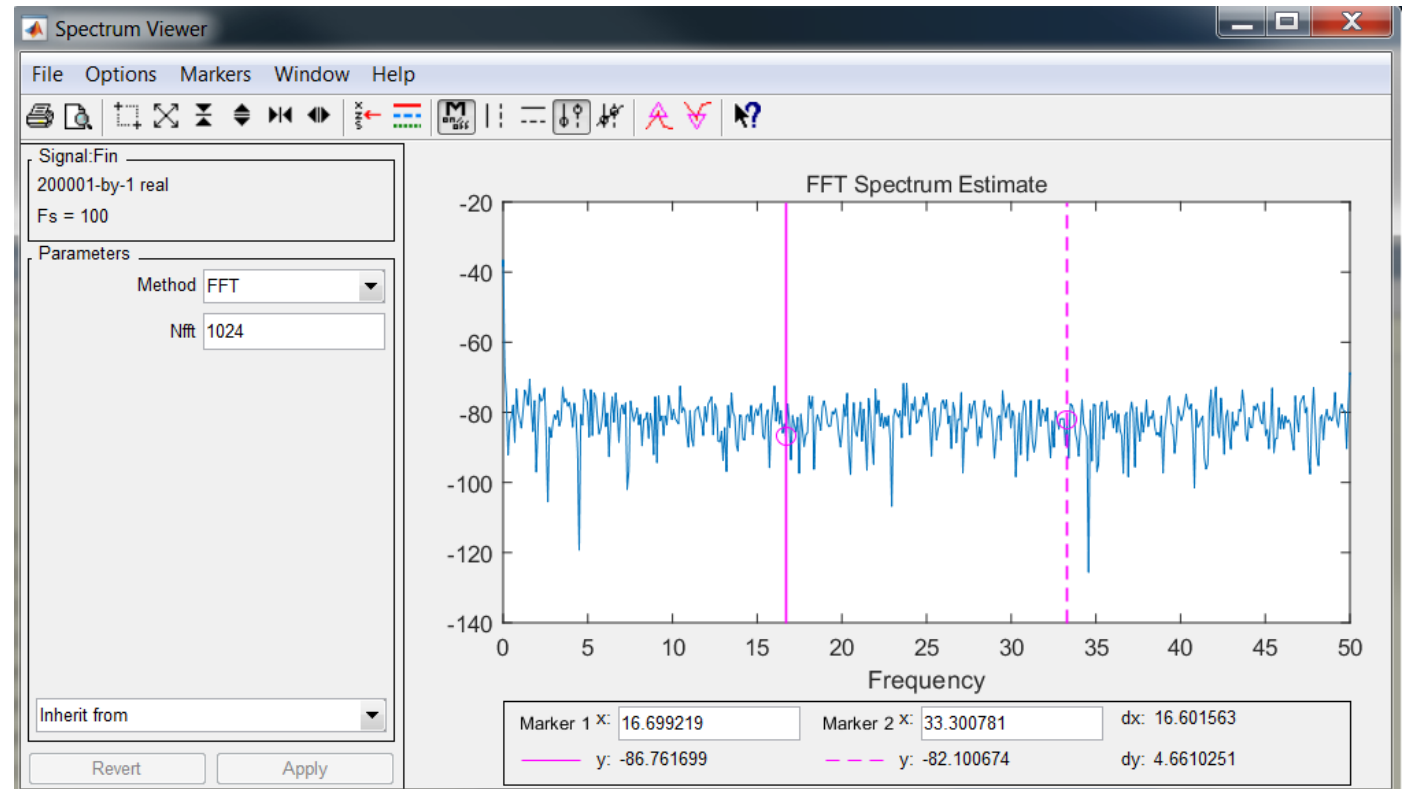 Spectrum Viewer
File Options Markers Window Help
M
on/off
Signal:Fin
200001-by-1 real
Fs = 100
Parameters
Method FFT
Nfft 1024
Inherit from
Revert Apply
FFT Spectrum Estimate
-20
-40
-60
-80
-100
-120
-140
0 5 10 15 20 25 30 35 40 45 50
Frequency
Marker 1 x: 16.699219 Marker 2 x: 33.300781 dx: 16.601563
y: -86.761699 y: -82.100674 dy: 4.6610251